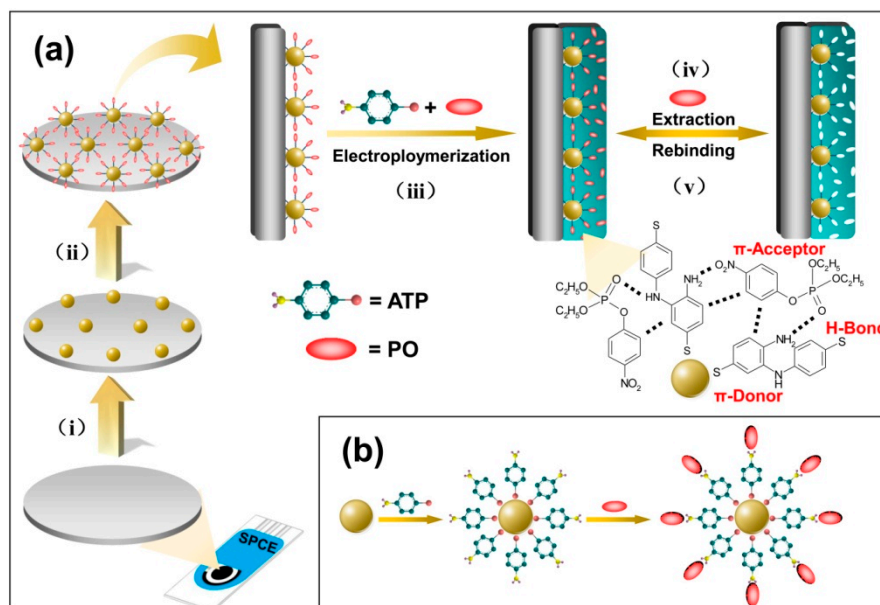 (a)
(ii)
(i)
SPCE
+
Electroploymerization
(iii)
= ATP
= PO
(iv)
Extraction
Rebinding
(v)
π-Acceptor
S
O₂N
OC₂H₅
OC₂H₅
P
O
O
C₂H₅O
C₂H₅O
O
P
O
NH₂
HN
S
NO₂
NH₂
H-Bond
S
S
N
H
π-Donor
(b)